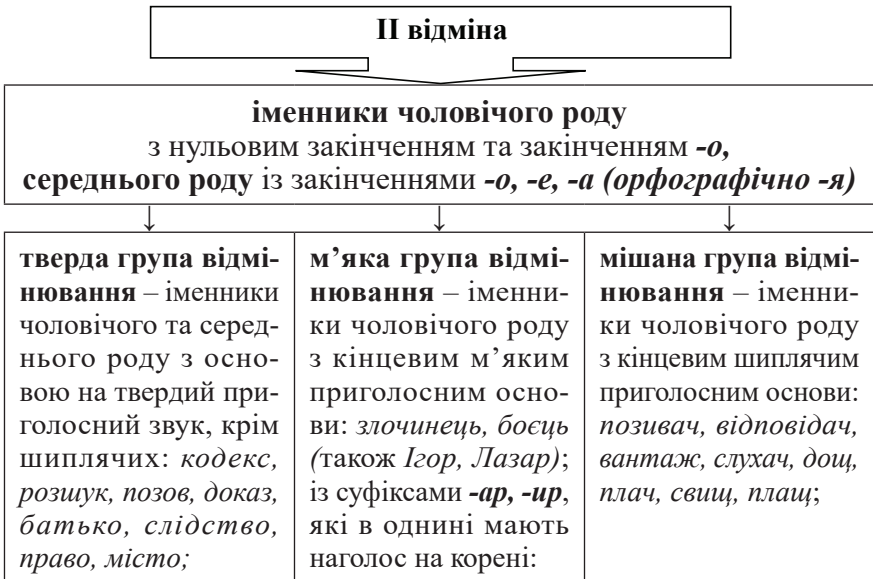 ІІ відміна
іменники чоловічого роду
з нульовим закінченням та закінченням -о,
середнього роду із закінченнями -о, -е, -а (орфографічно -я)
тверда група відмі-
нювання – іменники
чоловічого та серед-
нього роду з осно-
вою на твердий при-
голосний звук, крім
шиплячих: кодекс,
розшук, позов, доказ,
батько, слідство,
право, місто;
м’яка група відмі-
нювання – іменни-
ки чоловічого роду
з кінцевим м’яким
приголосним осно-
ви: злочинець, боєць
(також Ігор, Лазар);
із суфіксами -ар, -ир,
які в однині мають
наголос на корені:
мішана група відмі-
нювання – іменни-
ки чоловічого роду
з кінцевим шиплячим
приголосним основи:
позивач, відповідач,
вантаж, слухач, дощ,
плач, свищ, плащ;